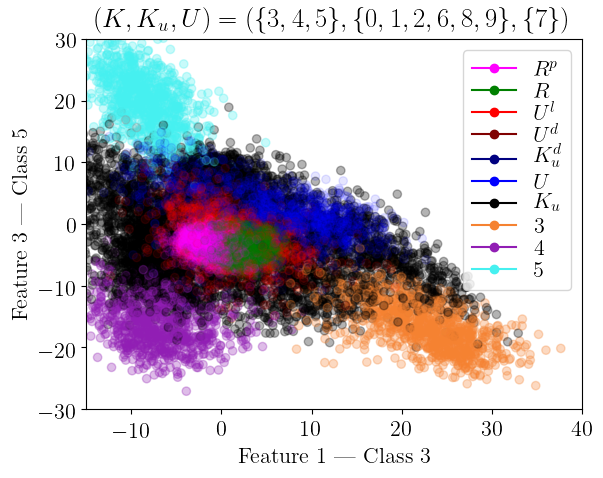 (K, K_u, U) = ({3, 4, 5}, {0, 1, 2, 6, 8, 9}, {7})
30
20
10
0
−10
−20
−30
Feature 3 — Class 5
R^p
R
U^l
U^d
K_u^d
U
K_u
3
4
5
−10
0
10
20
30
40
Feature 1 — Class 3